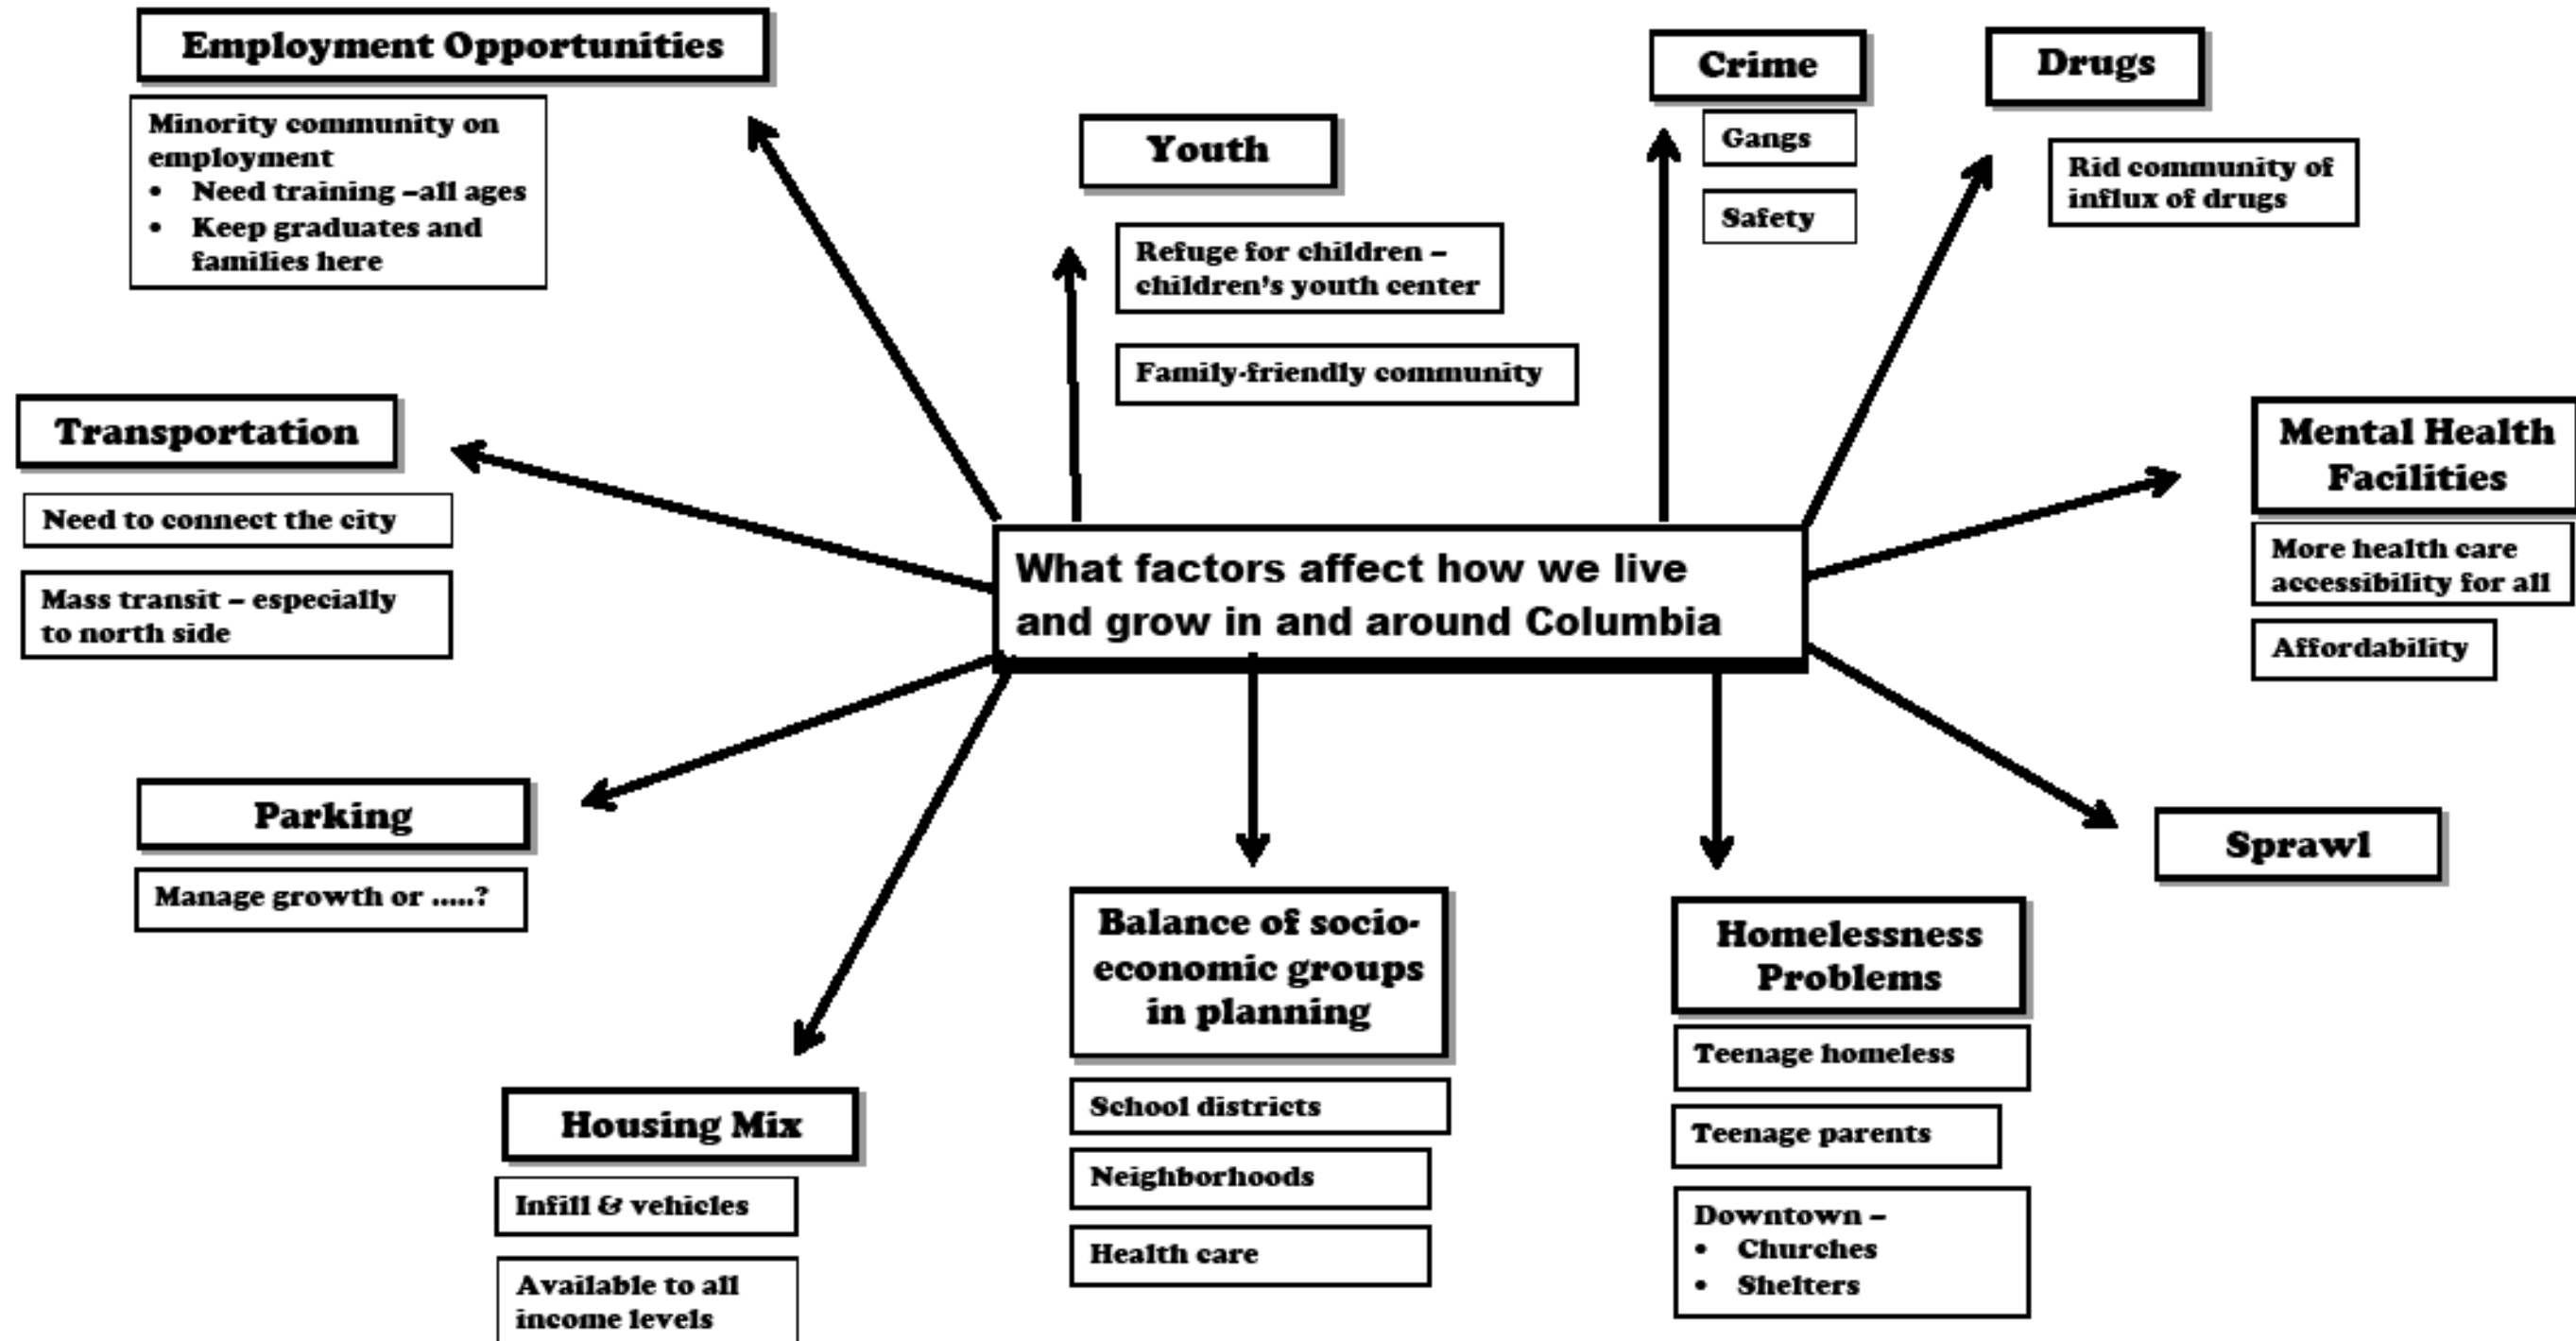 Employment Opportunities
Minority community on
employment
• Need training –all ages
• Keep graduates and
families here
Youth
Refuge for children –
children's youth center
Family-friendly community
Crime
Gangs
Safety
Drugs
Rid community of
influx of drugs
Transportation
Need to connect the city
Mass transit – especially
to north side
What factors affect how we live
and grow in and around Columbia
Mental Health
Facilities
More health care
accessibility for all
Affordability
Parking
Manage growth or .....?
Sprawl
Housing Mix
Infill & vehicles
Available to all
income levels
Balance of socio-
economic groups
in planning
School districts
Neighborhoods
Health care
Homelessness
Problems
Teenage homeless
Teenage parents
Downtown –
• Churches
• Shelters